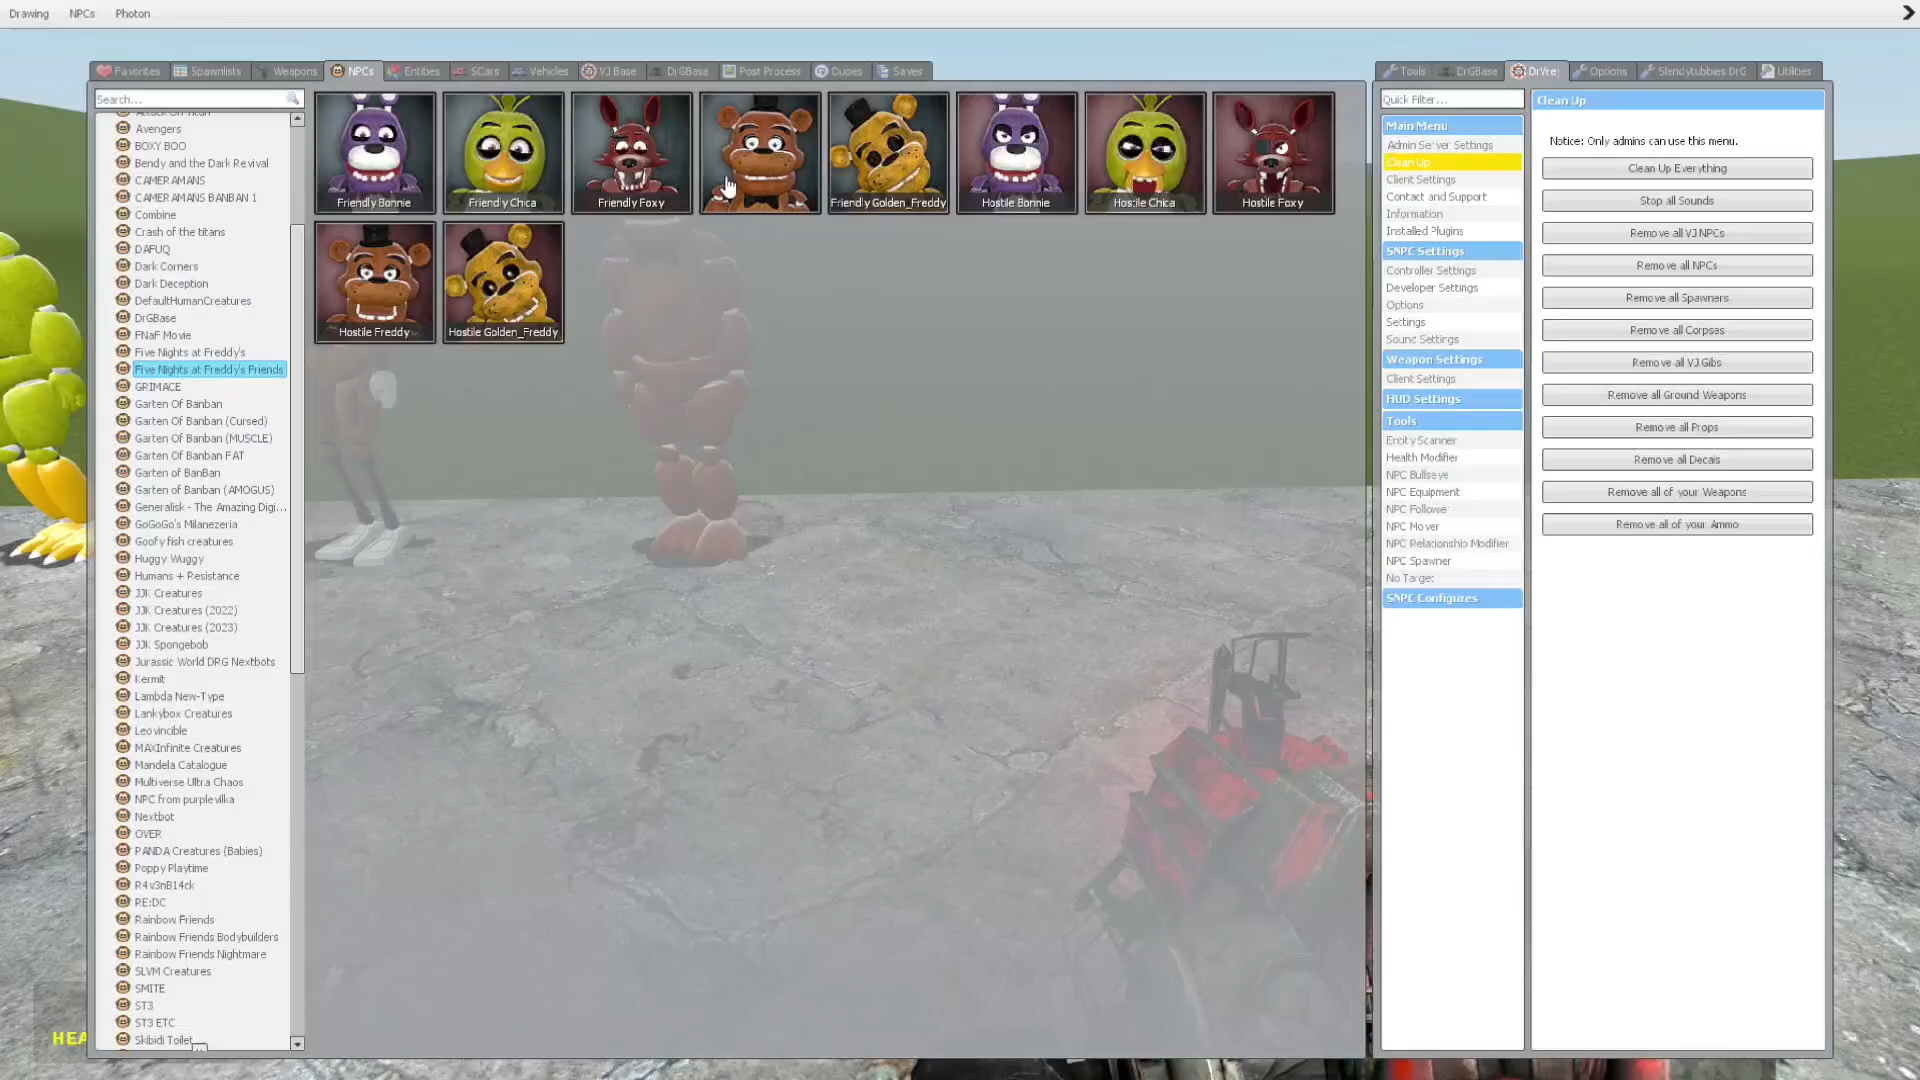 Drawing NPCs Photon
Favorites Spawnlists Weapons NPCs Entities SCars Vehicles VJ Base DrGBase Post Process Dupes Saves
Search...
Avengers
BOXY BOO
Bendy and the Dark Revival
CAMERAMANS
CAMERAMANS BANBAN 1
Combine
Crash of the titans
DAFUQ
Dark Corners
Dark Deception
DefaultHumanCreatures
DrGBase
FNaF Movie
Five Nights at Freddy's
Five Nights at Freddy's Friends
GRIMACE
Garten Of Banban
Garten Of Banban (Cursed)
Garten Of Banban (MUSCLE)
Garten Of Banban FAT
Garten of BanBan
Garten of Banban (AMOGUS)
Generalisk - The Amazing Digi...
GoGoGo's Milanezeria
Goofy fish creatures
Huggy Wuggy
Humans + Resistance
JJK Creatures
JJK Creatures (2022)
JJK Creatures (2023)
JJK Spongebob
Jurassic World DRG Nextbots
Kermit
Lambda New-Type
Lankybox Creatures
Leovincible
MAXInfinite Creatures
Mandela Catalogue
Multiverse Ultra Chaos
NPC from purplevilka
Nextbot
OVER
PANDA Creatures (Babies)
Poppy Playtime
R4v3nB14ck
RE:DC
Rainbow Friends
Rainbow Friends Bodybuilders
Rainbow Friends Nightmare
SLVM Creatures
SMITE
ST3
ST3 ETC
Skibidi Toilet
Friendly Bonnie
Friendly Chica
Friendly Foxy
Friendly Golden_Freddy
Hostile Bonnie
Hostile Chica
Hostile Foxy
Hostile Freddy
Hostile Golden_Freddy
HEA
Tools DrGBase DrVrej Options Slendytubbies DrG Utilities
Quick Filter...
Main Menu
Admin Server Settings
Clean Up
Client Settings
Contact and Support
Information
Installed Plugins
SNPC Settings
Controller Settings
Developer Settings
Options
Settings
Sound Settings
Weapon Settings
Client Settings
HUD Settings
Tools
Entity Scanner
Health Modifier
NPC Bullseye
NPC Equipment
NPC Follower
NPC Mover
NPC Relationship Modifier
NPC Spawner
No Target
SNPC Configures
Clean Up
Notice: Only admins can use this menu.
Clean Up Everything
Stop all Sounds
Remove all VJ NPCs
Remove all NPCs
Remove all Spawners
Remove all Corpses
Remove all VJ Gibs
Remove all Ground Weapons
Remove all Props
Remove all Decals
Remove all of your Weapons
Remove all of your Ammo